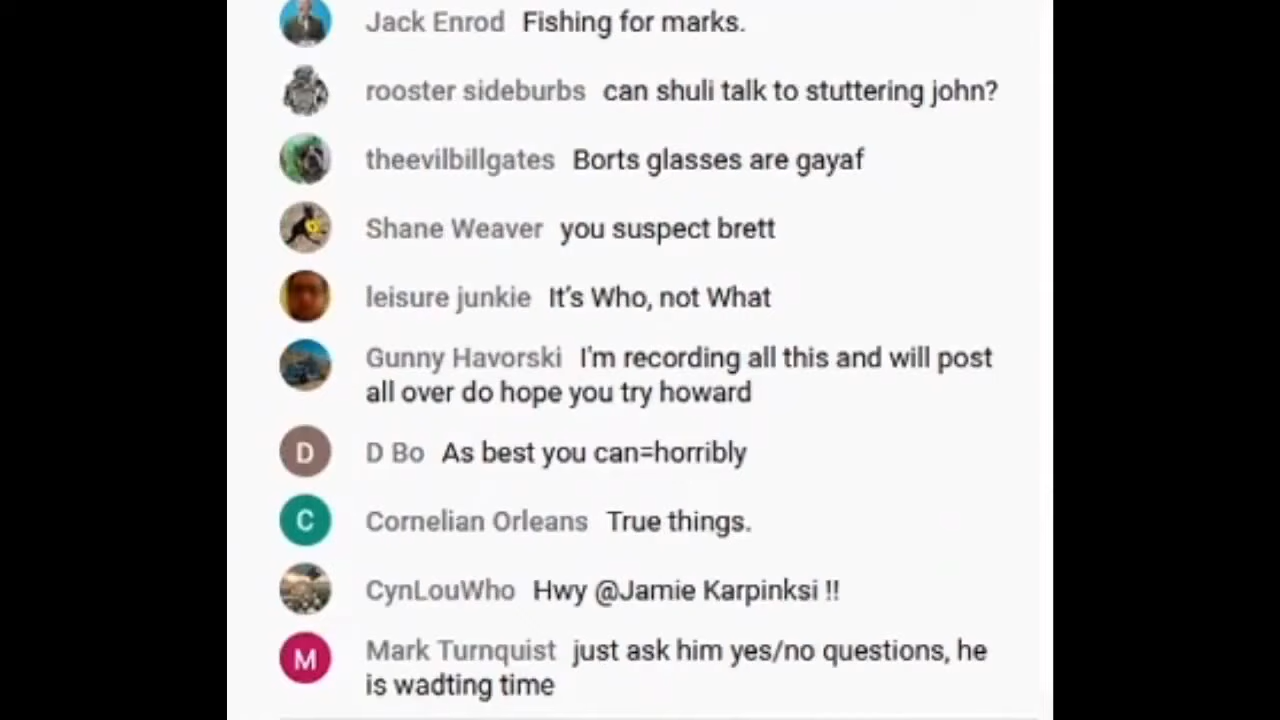 Jack Enrod Fishing for marks.
rooster sideburbs can shuli talk to stuttering john?
theevilbillgates Borts glasses are gayaf
Shane Weaver you suspect brett
leisure junkie It's Who, not What
Gunny Havorski I'm recording all this and will post
all over do hope you try howard
D D Bo As best you can=horribly
C Cornelian Orleans True things.
CynLouWho Hwy @Jamie Karpinksi !!
M Mark Turnquist just ask him yes/no questions, he
is wadting time